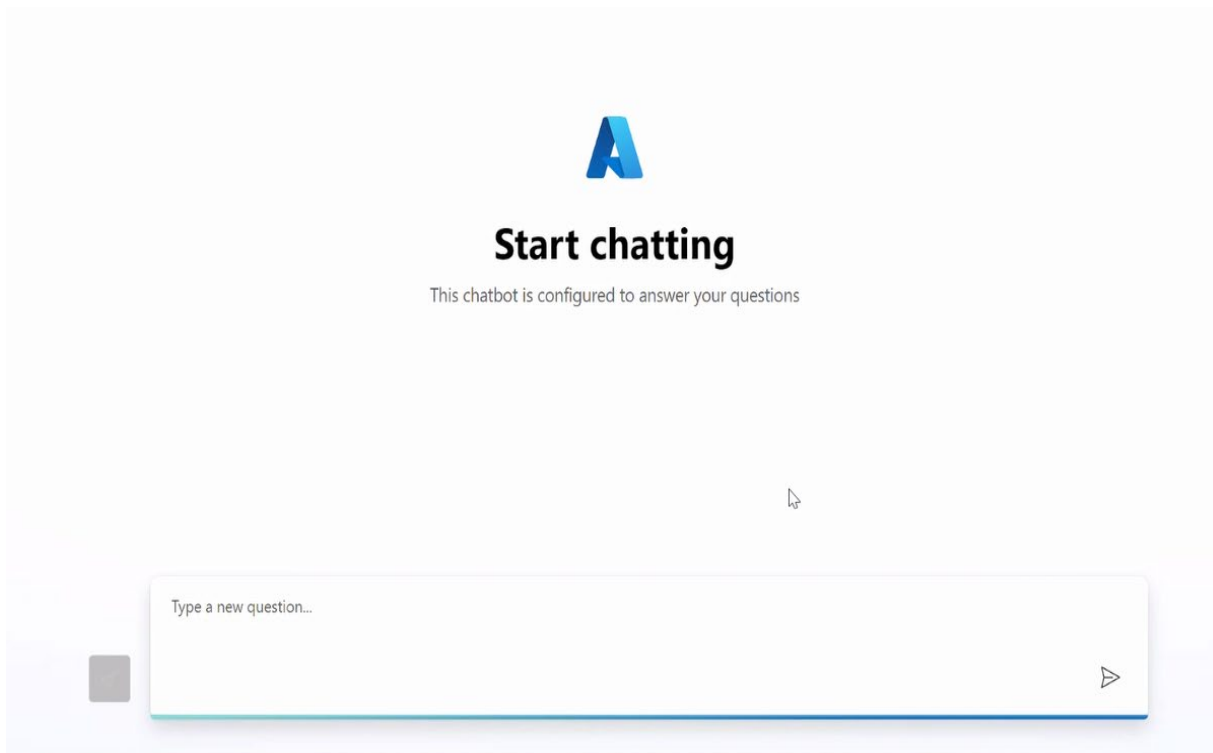 Start chatting
This chatbot is configured to answer your questions
Type a new question...